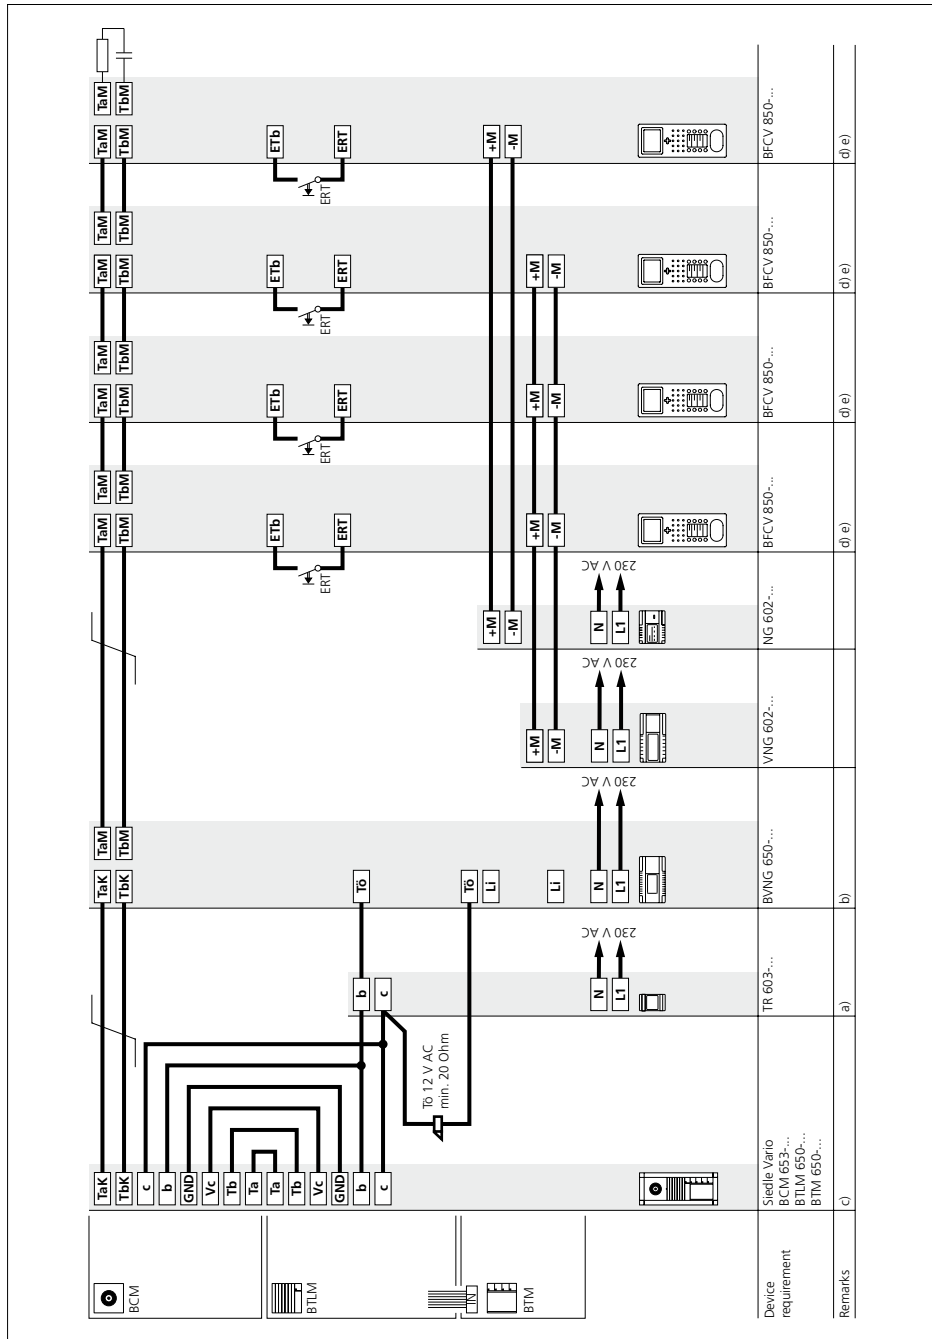 TaK TaK TaM TaM TaM TaM TaM TaM TaM TaM TaM
TbK TbK TbM TbM TbM TbM TbM TbM TbM TbM TbM
BCM
c
b
GND
Vc
Tb
Ta
Ta ETb ETb ETb ETb
Tb
BTLM
Vc ERT ERT ERT ERT
GND ERT ERT ERT ERT
b b Tö
c c
Tö 12 V AC
min. 20 Ohm
IN Tö Tö
Li +M +M
-M -M
BTM
+M +M +M +M
Li -M -M -M -M
230 V AC 230 V AC 230 V AC 230 V AC
N N N N
L1 L1 L1 L1
Device requirement
Siedle Vario
BCM 653-...
BTLM 650-...
BTM 650-...
TR 603-...
BVNG 650-...
VNG 602-...
NG 602-...
BFCV 850-...
BFCV 850-...
BFCV 850-...
BFCV 850-...
Remarks c) a) b) d) e) d) e) d) e) d) e)